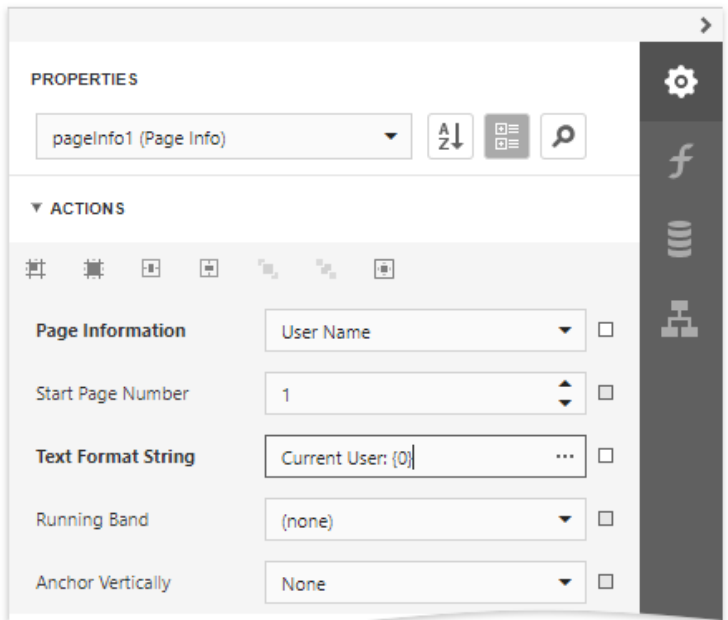 PROPERTIES
pageInfo1 (Page Info)
A
Z
ACTIONS
Page Information
User Name
Start Page Number
1
Text Format String
Current User: {0}
...
Running Band
(none)
Anchor Vertically
None